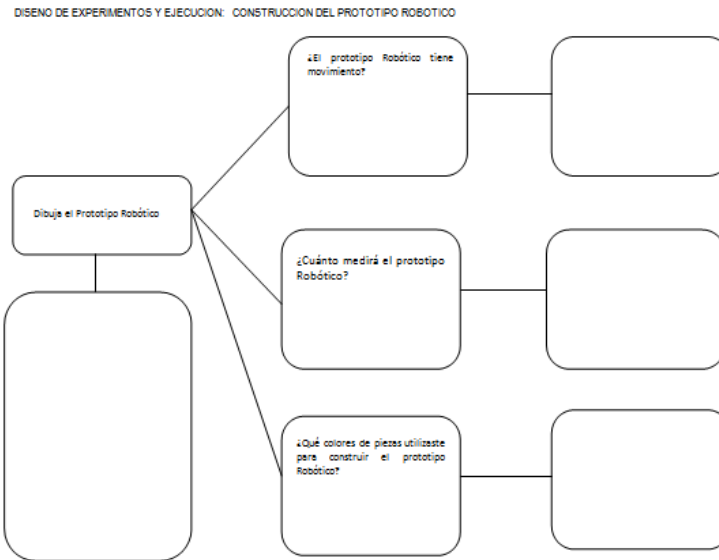 DISENO DE EXPERIMENTOS Y EJECUCION: CONSTRUCCION DEL PROTOTIPO ROBOTICO
¿El prototipo Robótico tiene
movimiento?
Dibuja el Prototipo Robótico
¿Cuánto medirá el prototipo
Robótico?
¿Qué colores de piezas utilizaste
para construir el prototipo
Robótico?